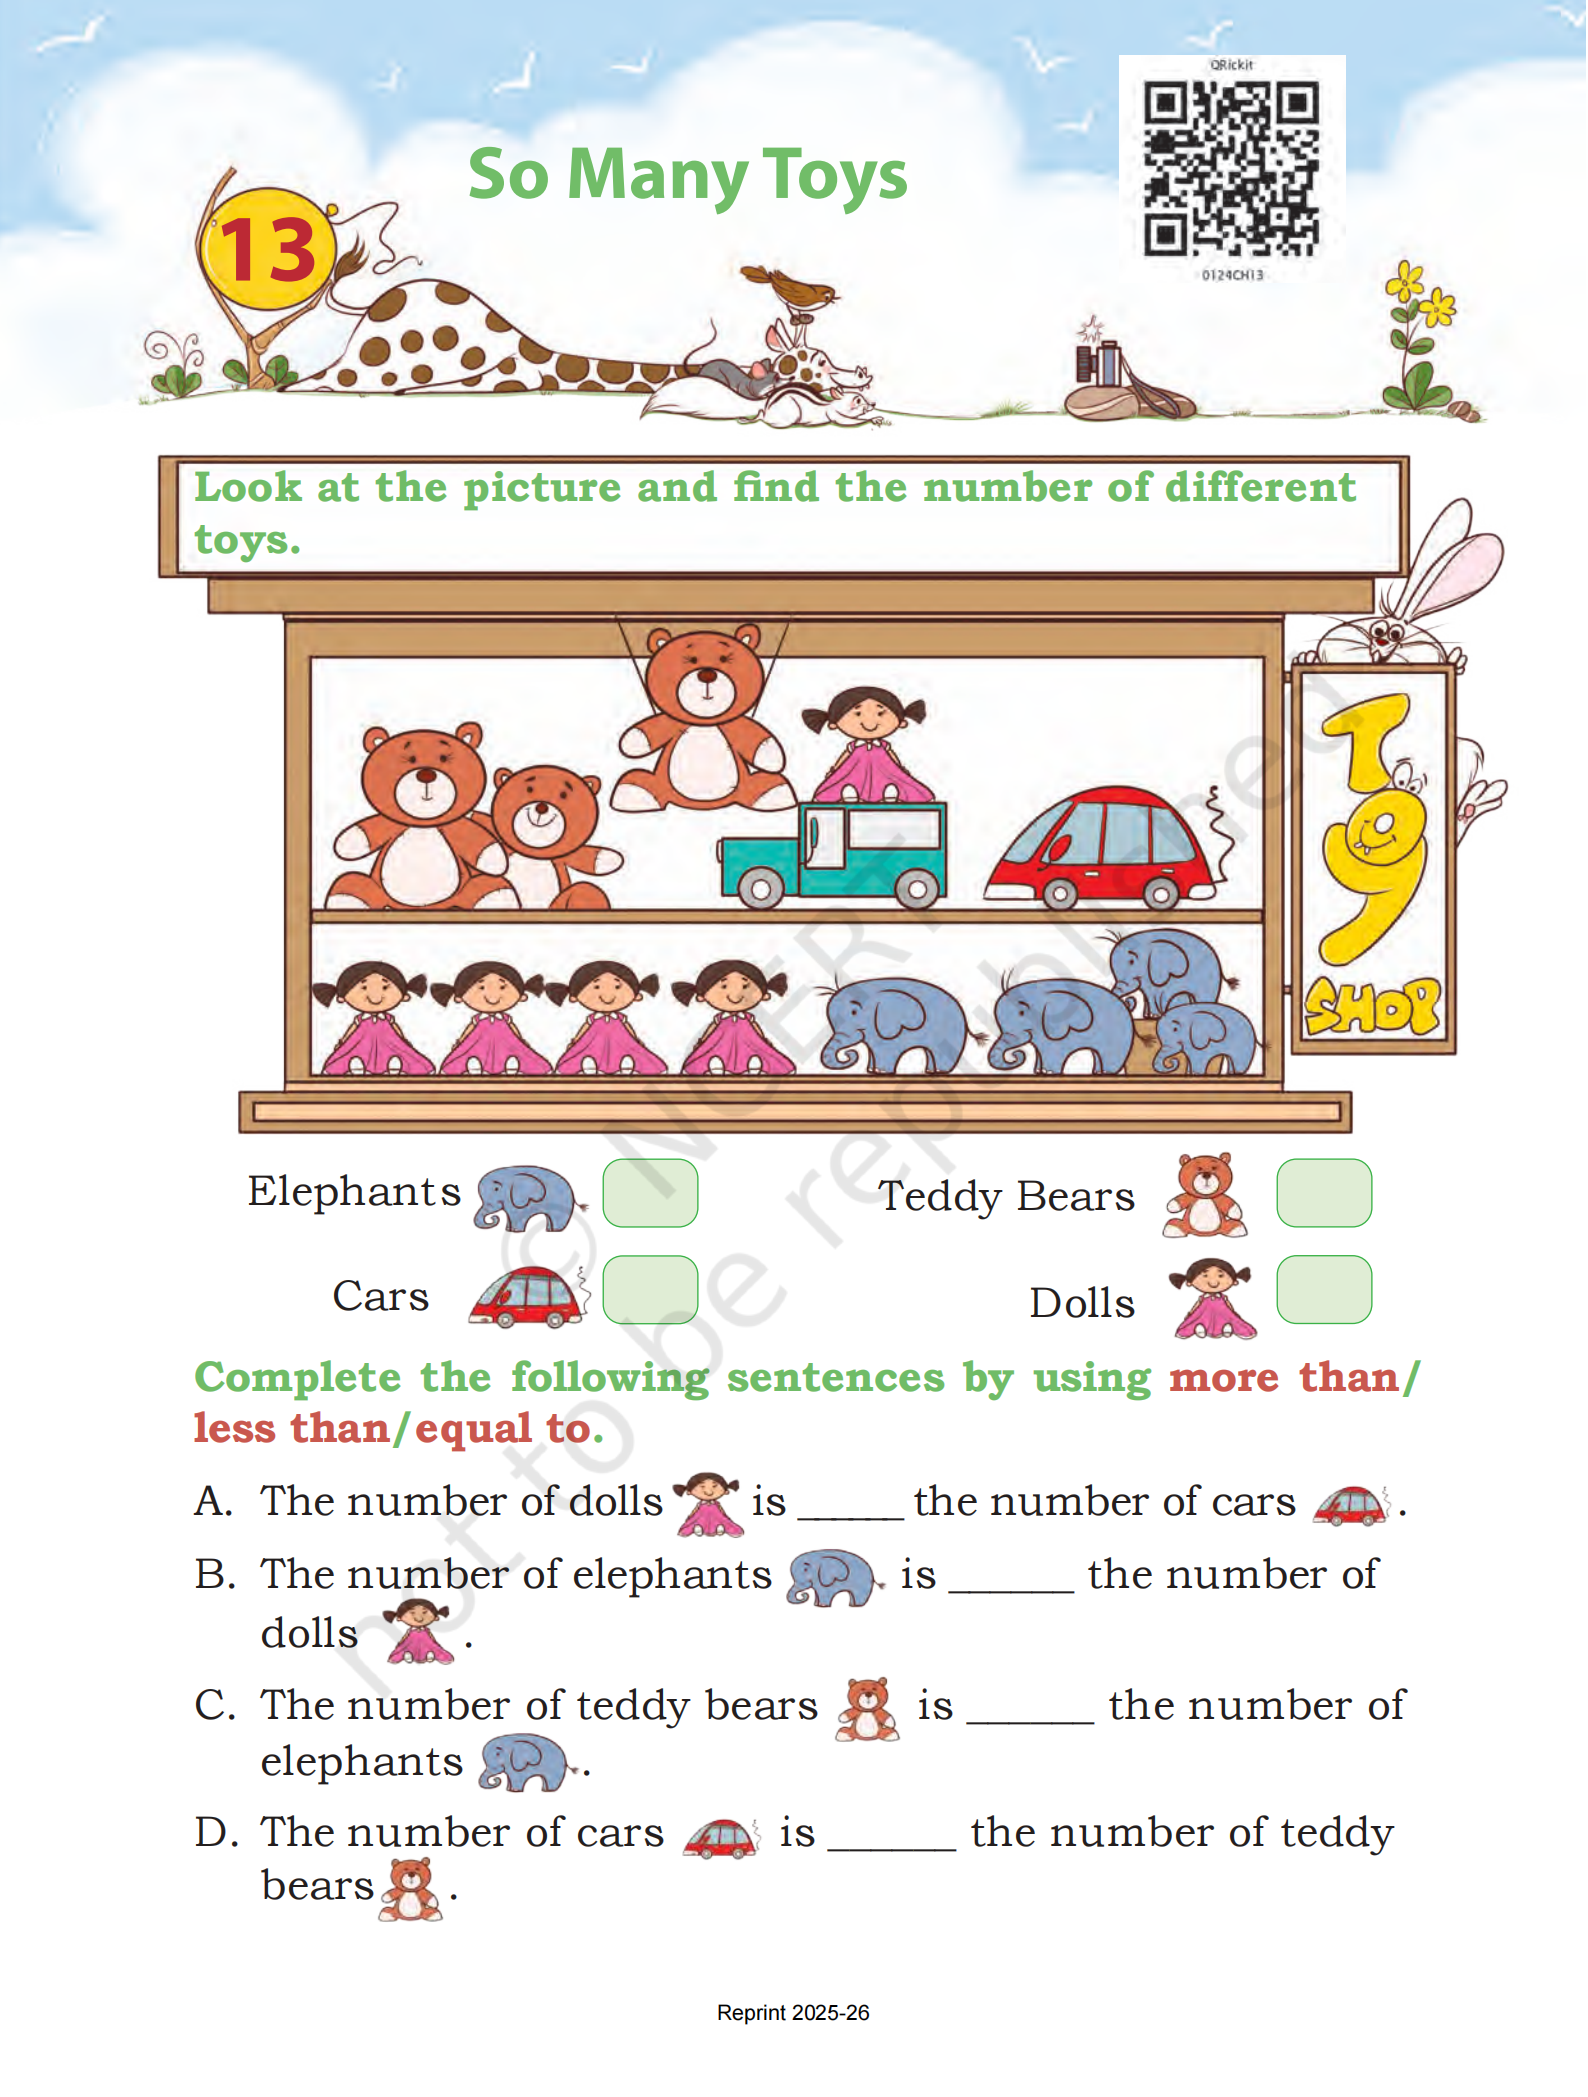 QRickit
So Many Toys
0124CH13
13
Look at the picture and find the number of different
toys.
TOY
SHOP
Elephants
Teddy Bears
Cars
Dolls
Complete the following sentences by using more than/
less than/equal to.
A. The number of dolls is ______ the number of cars .
B. The number of elephants is ______ the number of
dolls .
C. The number of teddy bears is ______ the number of
elephants .
D. The number of cars is ______ the number of teddy
bears .
© NCERT
not to be republished
Reprint 2025-26